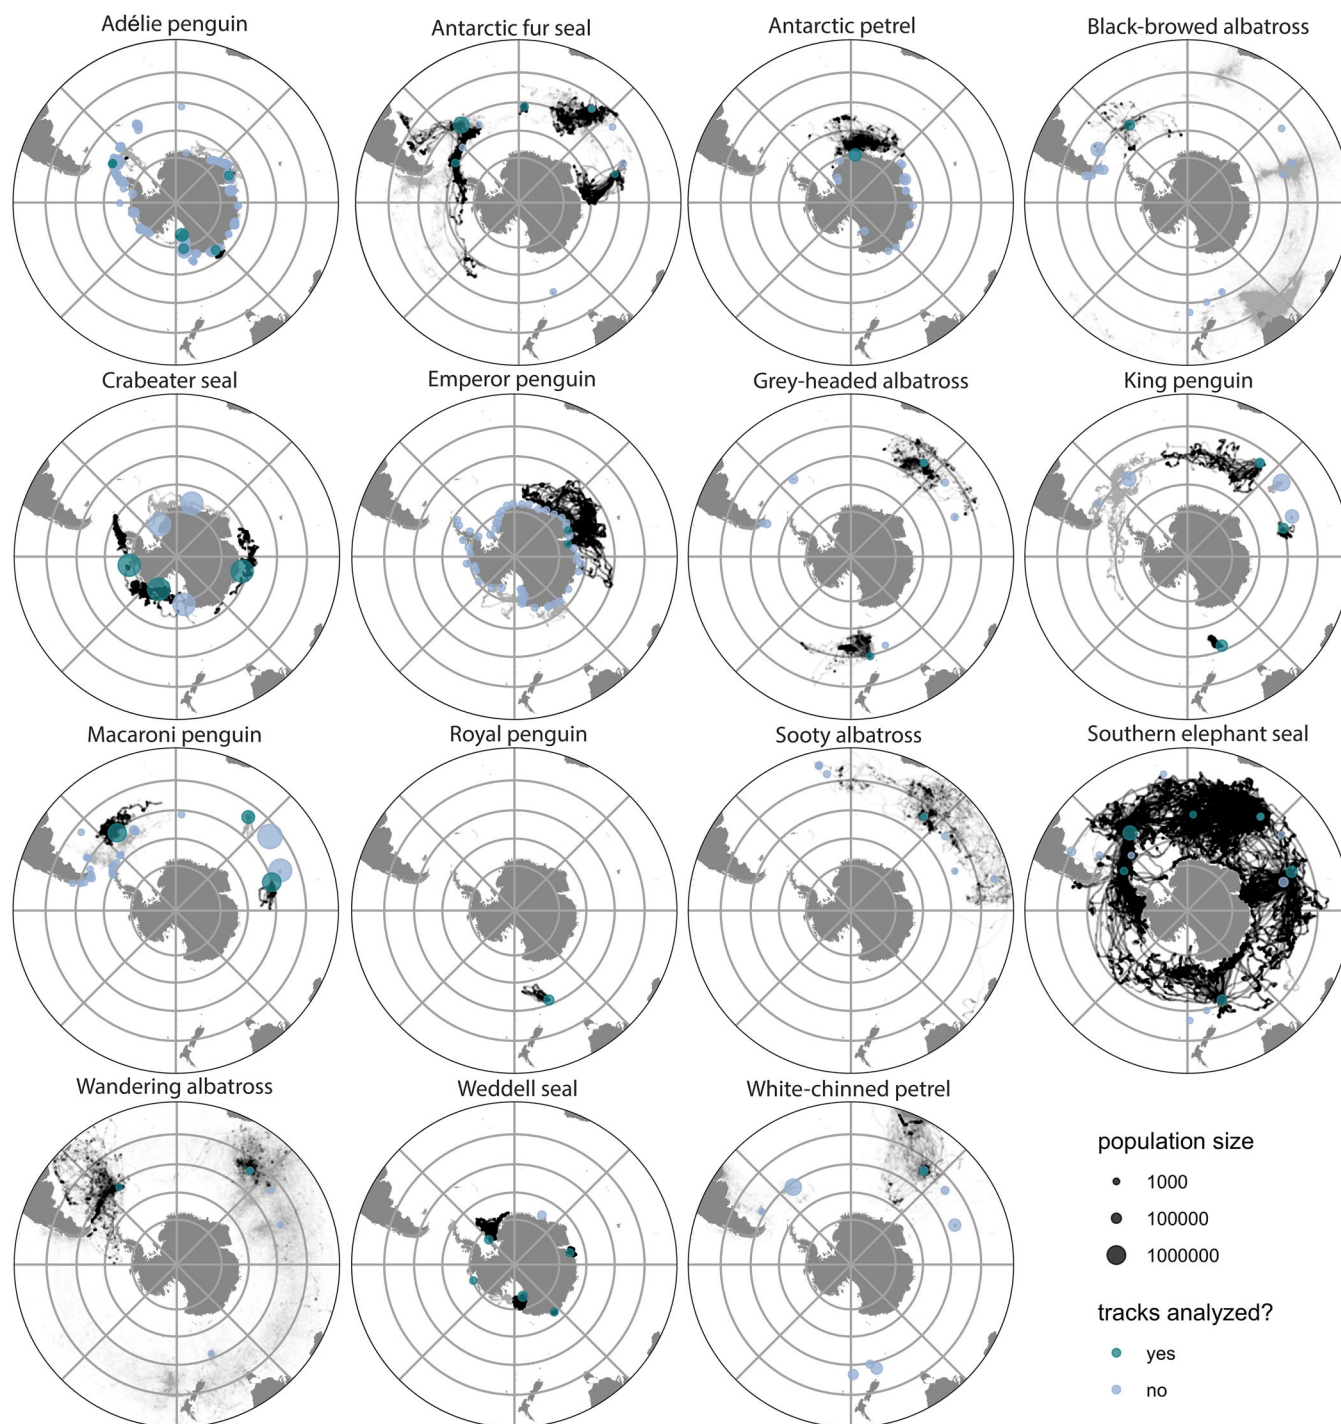 Adélie penguin
Antarctic fur seal
Antarctic petrel
Black-browed albatross
Crabeater seal
Emperor penguin
Grey-headed albatross
King penguin
Macaroni penguin
Royal penguin
Sooty albatross
Southern elephant seal
Wandering albatross
Weddell seal
White-chinned petrel
population size
1000
100000
1000000
tracks analyzed?
yes
no